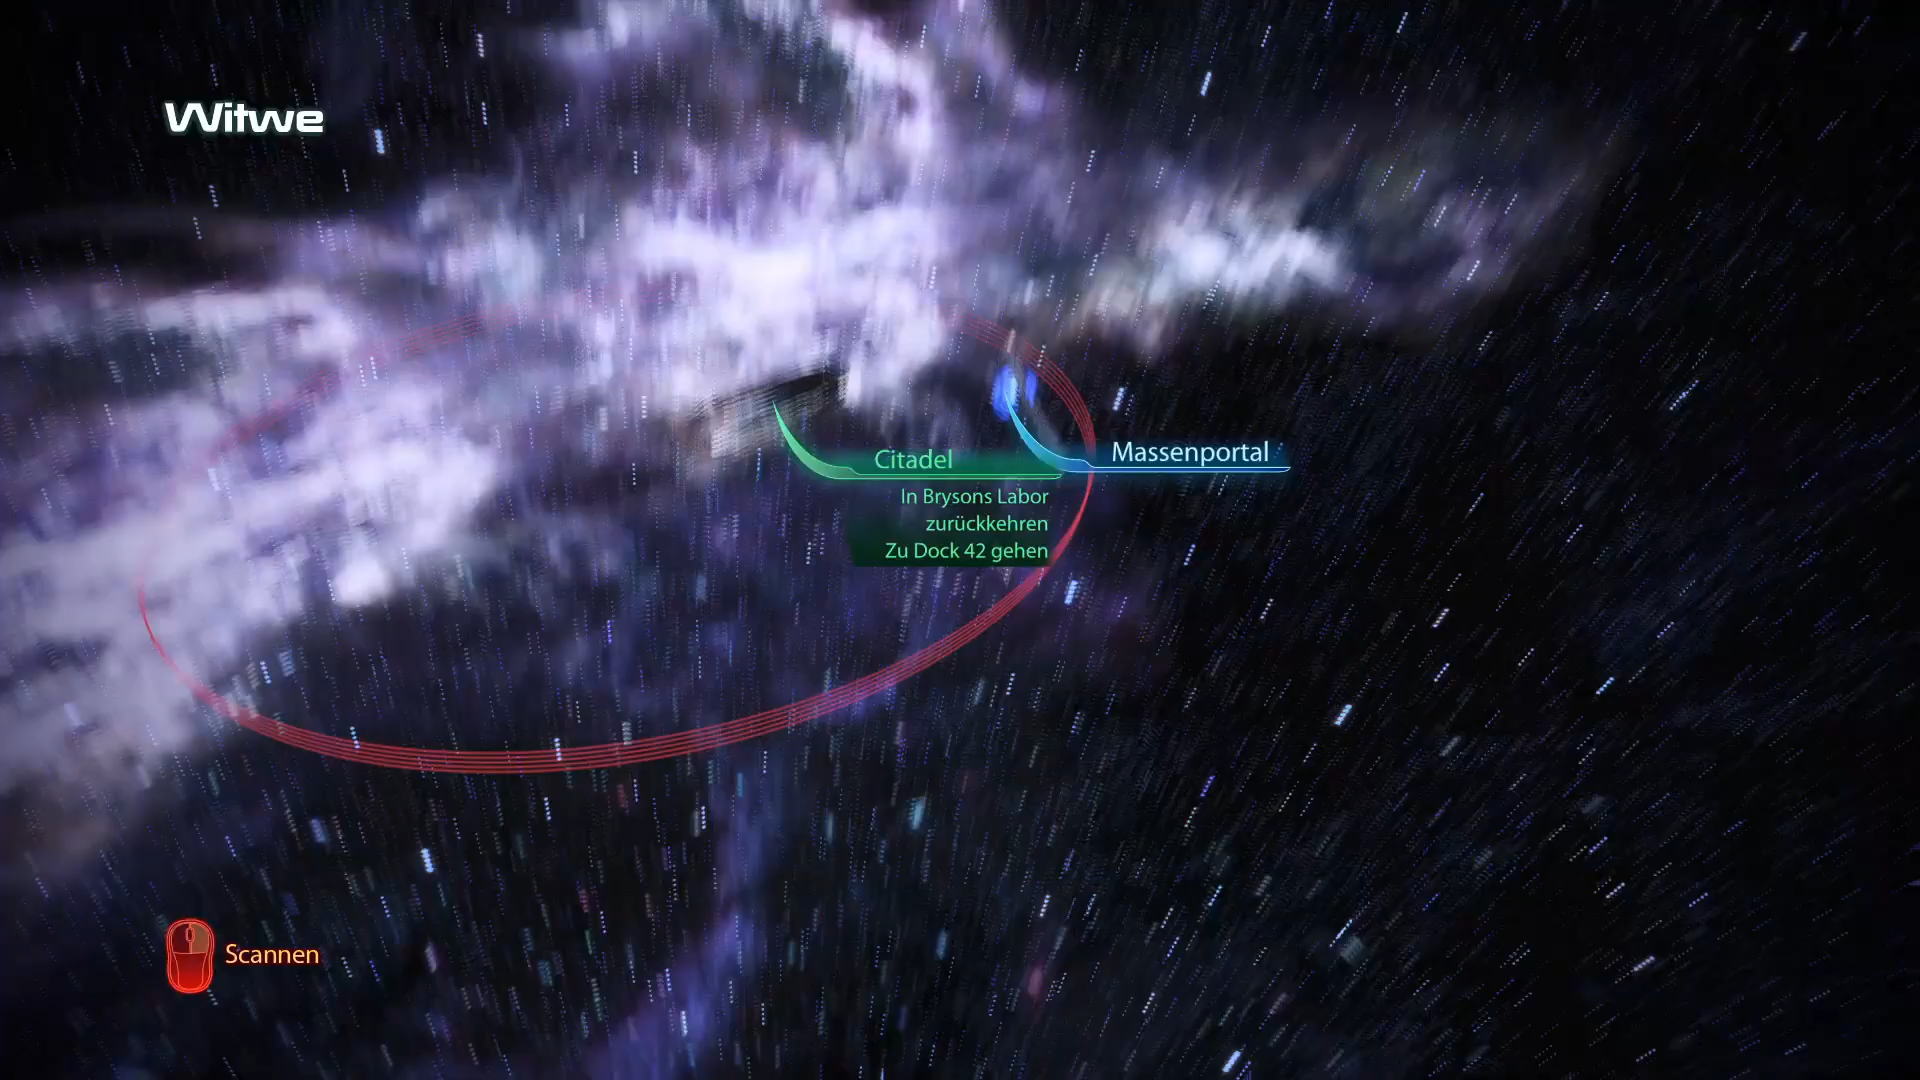 Witwe
Citadel
Massenportal
In Brysons Labor
zurückkehren
Zu Dock 42 gehen
Scannen